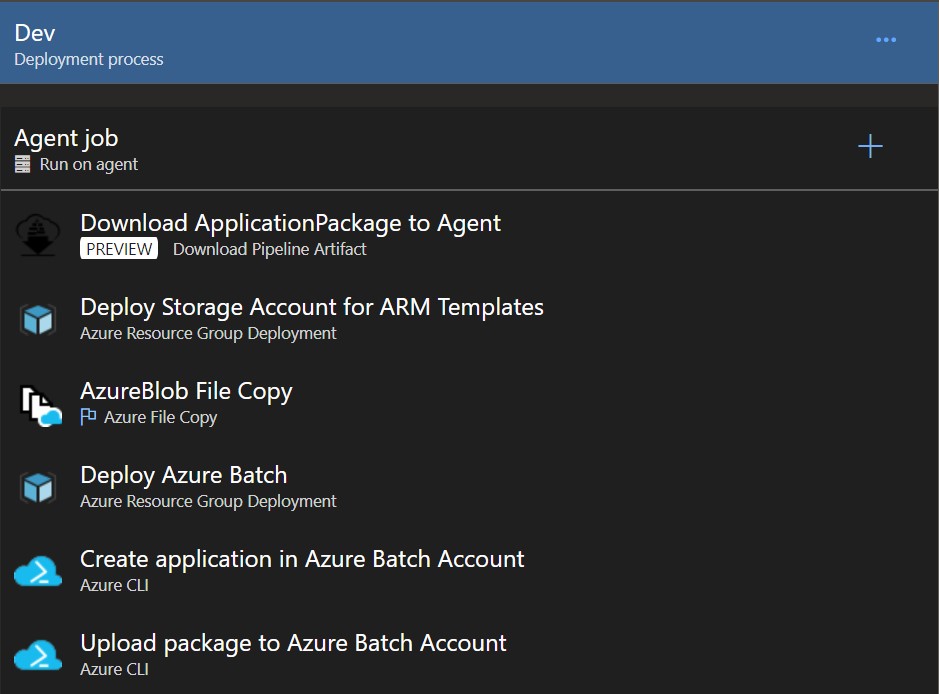 Dev
Deployment process
Agent job
Run on agent
Download ApplicationPackage to Agent
PREVIEW Download Pipeline Artifact
Deploy Storage Account for ARM Templates
Azure Resource Group Deployment
AzureBlob File Copy
Azure File Copy
Deploy Azure Batch
Azure Resource Group Deployment
Create application in Azure Batch Account
Azure CLI
Upload package to Azure Batch Account
Azure CLI